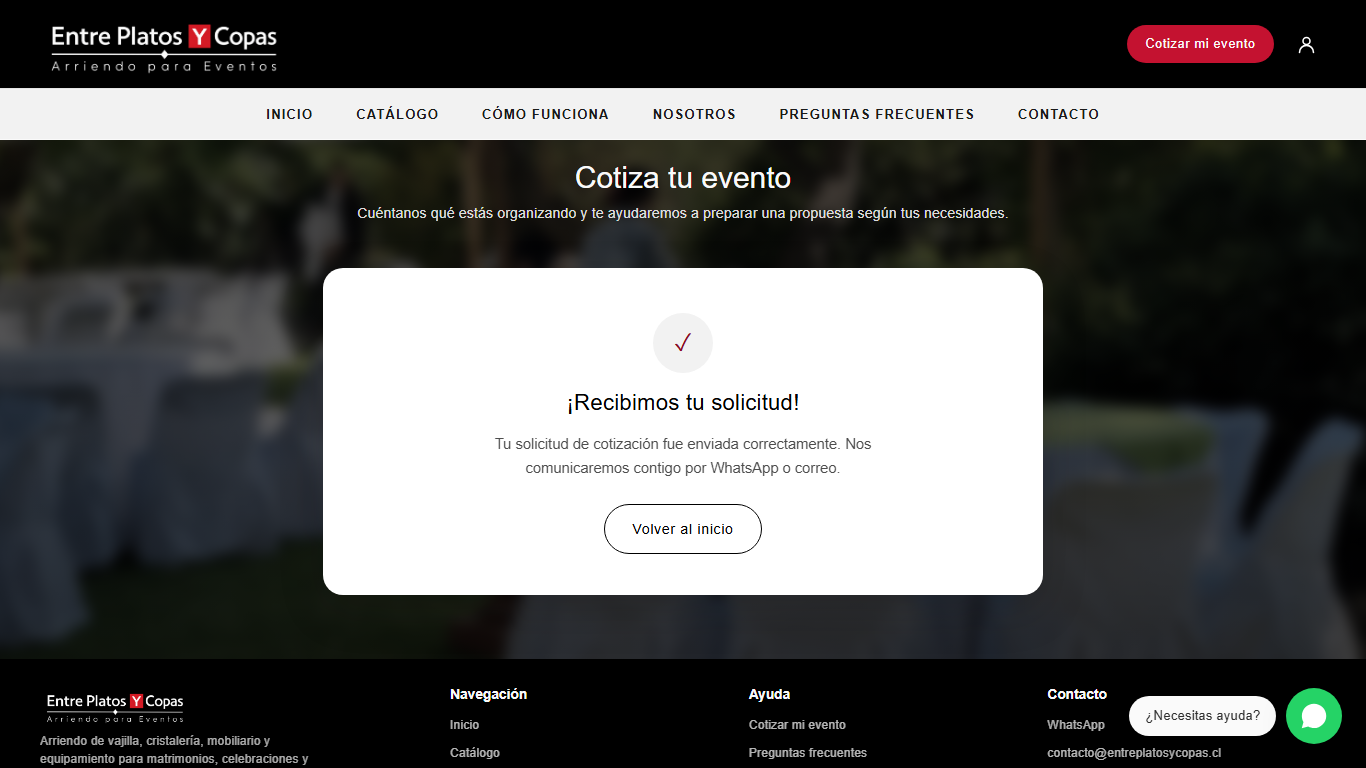 Entre Platos Y Copas
Arriendo para Eventos
Cotizar mi evento
INICIO CATÁLOGO CÓMO FUNCIONA NOSOTROS PREGUNTAS FRECUENTES CONTACTO
Cotiza tu evento
Cuéntanos qué estás organizando y te ayudaremos a preparar una propuesta según tus necesidades.
¡Recibimos tu solicitud!
Tu solicitud de cotización fue enviada correctamente. Nos
comunicaremos contigo por WhatsApp o correo.
Volver al inicio
Entre Platos Y Copas
Arriendo para Eventos
Arriendo de vajilla, cristalería, mobiliario y
equipamiento para matrimonios, celebraciones y
Navegación
Inicio
Catálogo
Ayuda
Cotizar mi evento
Preguntas frecuentes
Contacto
WhatsApp
contacto@entreplatosycopas.cl
¿Necesitas ayuda?